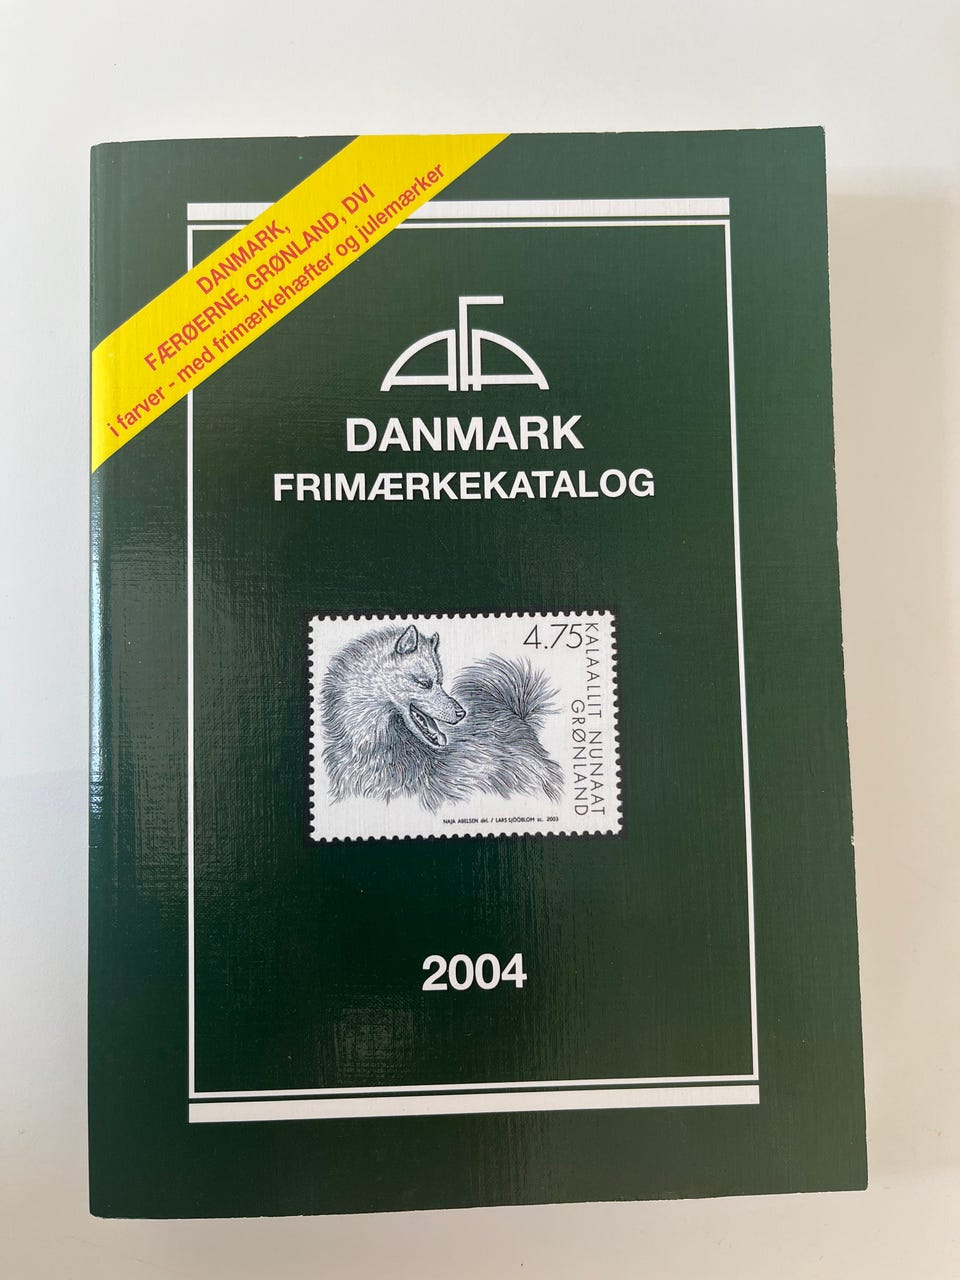 DANMARK,
FÆRØERNE, GRØNLAND, DVI
i farver - med frimærkehæfter og julemærker
AFA
DANMARK
FRIMÆRKEKATALOG
4.75
KALAALLIT NUNAAT
GRØNLAND
NAJA ABELSEN del. / LARS SJÖÖBLOM sc. 2003
2004